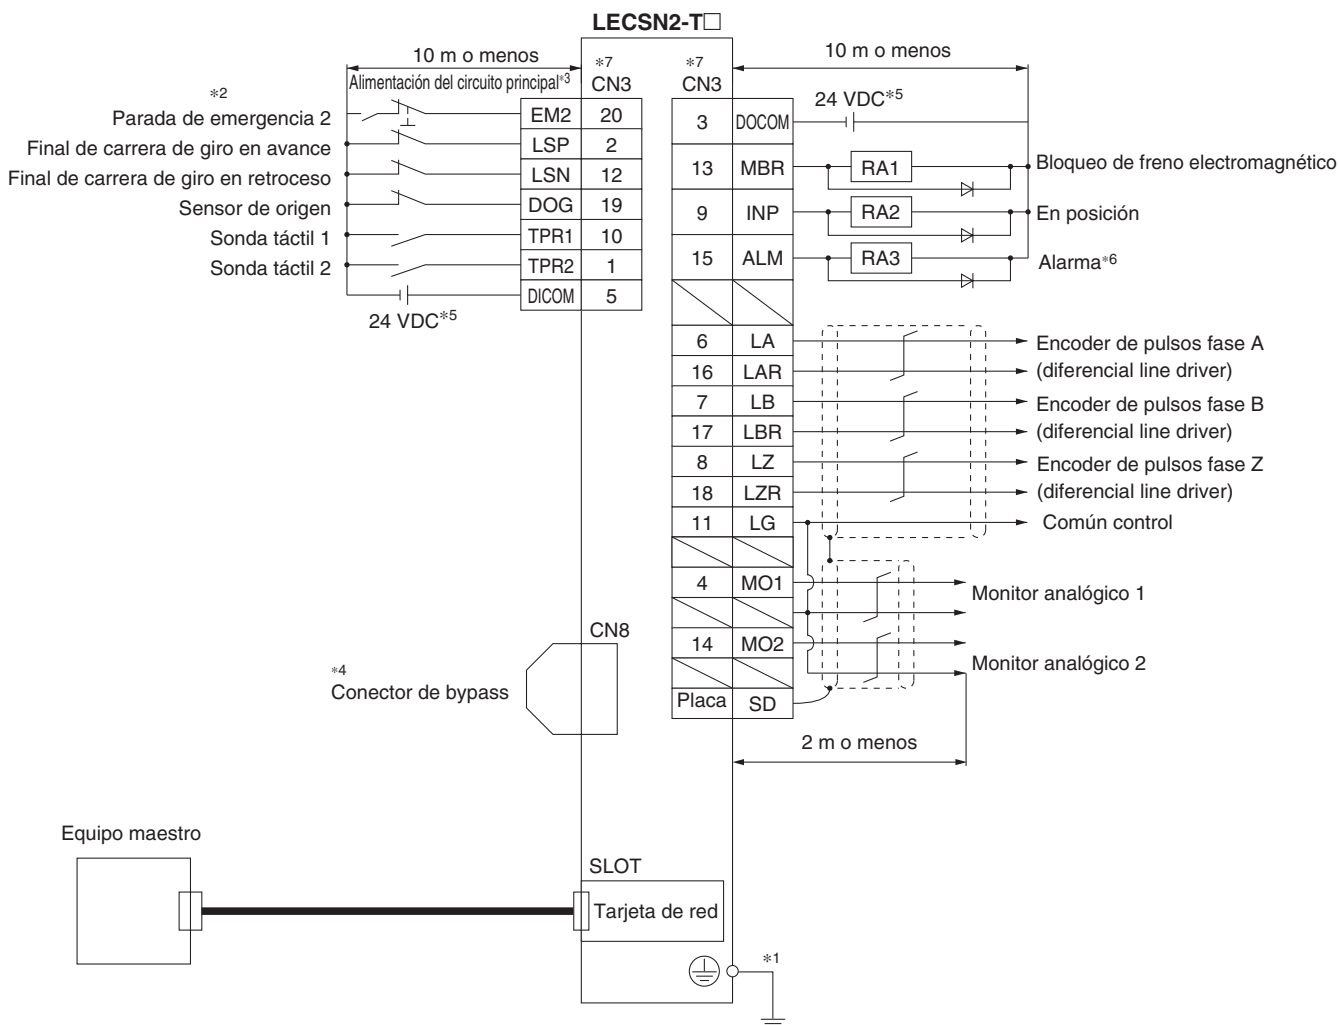 LECSN2-T□
10 m o menos
10 m o menos
*7
CN3
*7
CN3
Alimentación del circuito principal*3
*2
Parada de emergencia 2
EM2 20
Final de carrera de giro en avance
LSP 2
Final de carrera de giro en retroceso
LSN 12
Sensor de origen
DOG 19
Sonda táctil 1
TPR1 10
Sonda táctil 2
TPR2 1
DICOM 5
24 VDC*5
3 DOCOM
24 VDC*5
13 MBR
RA1
Bloqueo de freno electromagnético
9 INP
RA2
En posición
15 ALM
RA3
Alarma*6
6 LA
Encoder de pulsos fase A
16 LAR
(diferencial line driver)
7 LB
Encoder de pulsos fase B
17 LBR
(diferencial line driver)
8 LZ
Encoder de pulsos fase Z
18 LZR
(diferencial line driver)
11 LG
Común control
4 MO1
Monitor analógico 1
14 MO2
Monitor analógico 2
Placa SD
2 m o menos
CN8
*4
Conector de bypass
Equipo maestro
SLOT
Tarjeta de red
*1